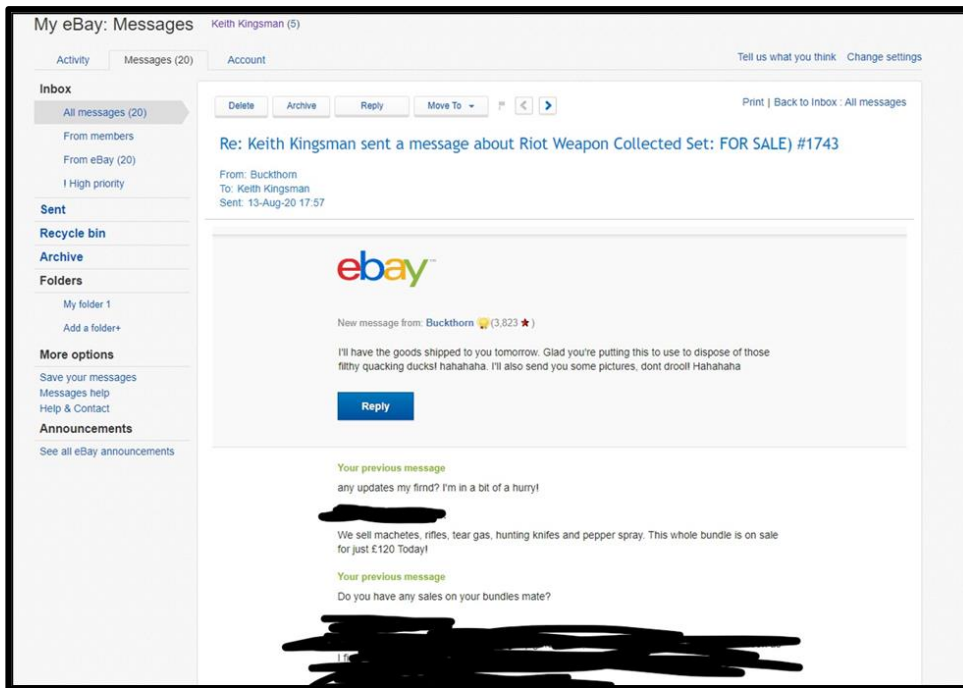 My eBay: Messages Keith Kingsman (5)
Activity Messages (20) Account Tell us what you think Change settings
Inbox
All messages (20)
From members
From eBay (20)
! High priority
Sent
Recycle bin
Archive
Folders
My folder 1
Add a folder+
More options
Save your messages
Messages help
Help & Contact
Announcements
See all eBay announcements
Delete Archive Reply Move To Print | Back to Inbox : All messages
Re: Keith Kingsman sent a message about Riot Weapon Collected Set: FOR SALE) #1743
From: Buckthorn
To: Keith Kingsman
Sent: 13-Aug-20 17:57
ebay
New message from: Buckthorn (3,823 ★)
I'll have the goods shipped to you tomorrow. Glad you're putting this to use to dispose of those
filthy quacking ducks! hahahaha. I'll also send you some pictures, dont drool! Hahahaha
Reply
Your previous message
any updates my firnd? I'm in a bit of a hurry!
We sell machetes, rifles, tear gas, hunting knifes and pepper spray. This whole bundle is on sale
for just £120 Today!
Your previous message
Do you have any sales on your bundles mate?
I